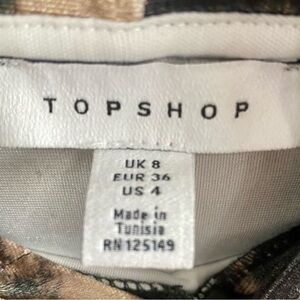 TOPSHOP
UK 8
EUR 36
US 4
Made in
Tunisia
RN 125149